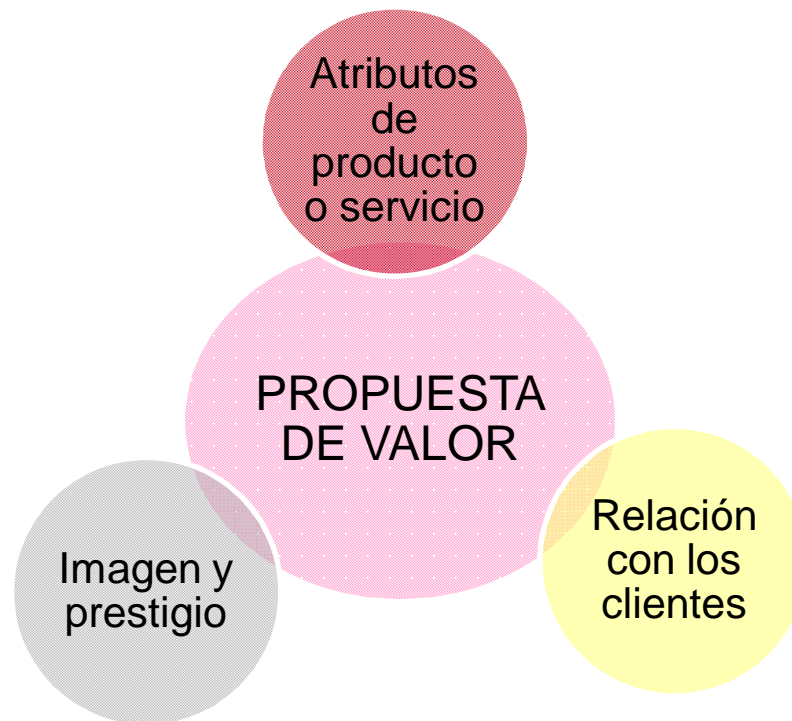 Atributos
de
producto
o servicio
PROPUESTA
DE VALOR
Imagen y
prestigio
Relación
con los
clientes